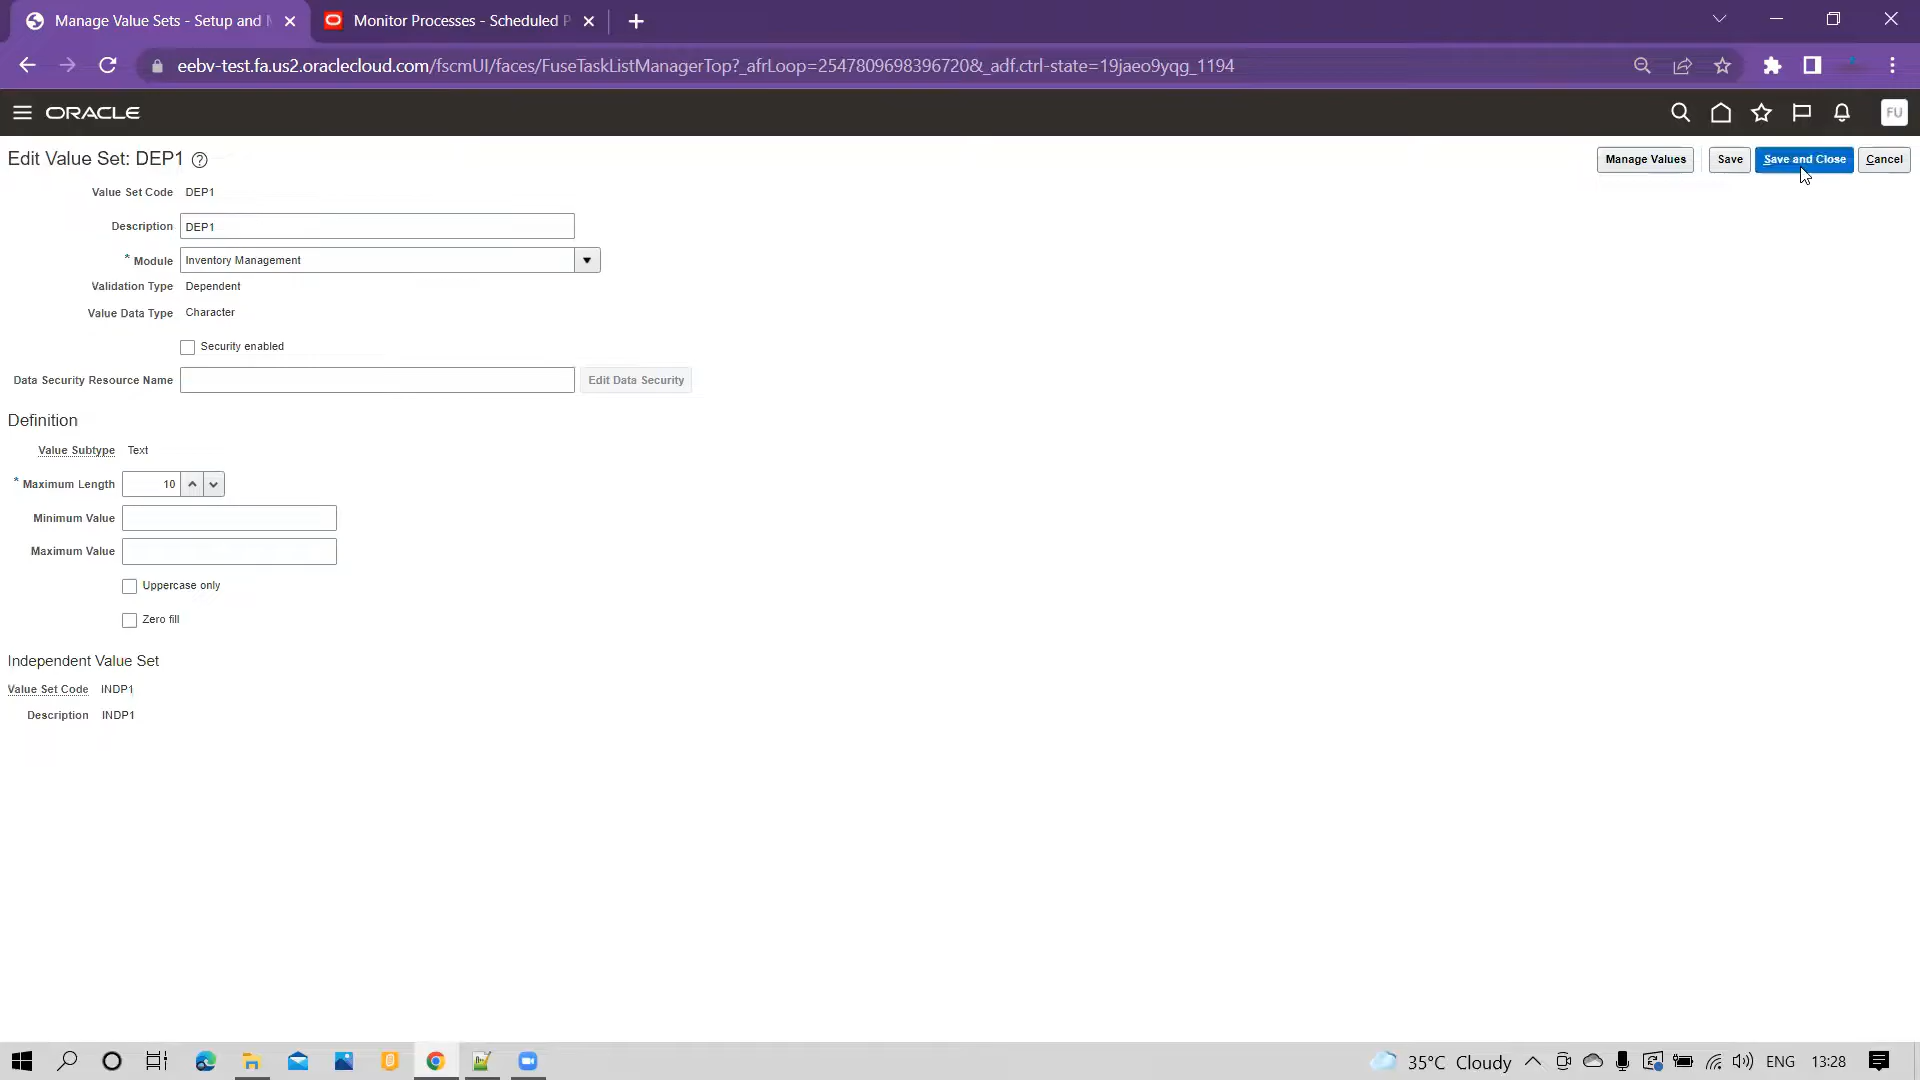 Manage Value Sets - Setup and
Monitor Processes - Scheduled P
eebv-test.fa.us2.oraclecloud.com/fscmUI/faces/FuseTaskListManagerTop?_afrLoop=2547809698396720&_adf.ctrl-state=19jaeo9yqg_1194
ORACLE
FU
Edit Value Set: DEP1
Manage Values
Save
Save and Close
Cancel
Value Set Code DEP1
Description DEP1
* Module Inventory Management
Validation Type Dependent
Value Data Type Character
Security enabled
Data Security Resource Name
Edit Data Security
Definition
Value Subtype Text
* Maximum Length 10
Minimum Value
Maximum Value
Uppercase only
Zero fill
Independent Value Set
Value Set Code INDP1
Description INDP1
35°C Cloudy
ENG
13:28